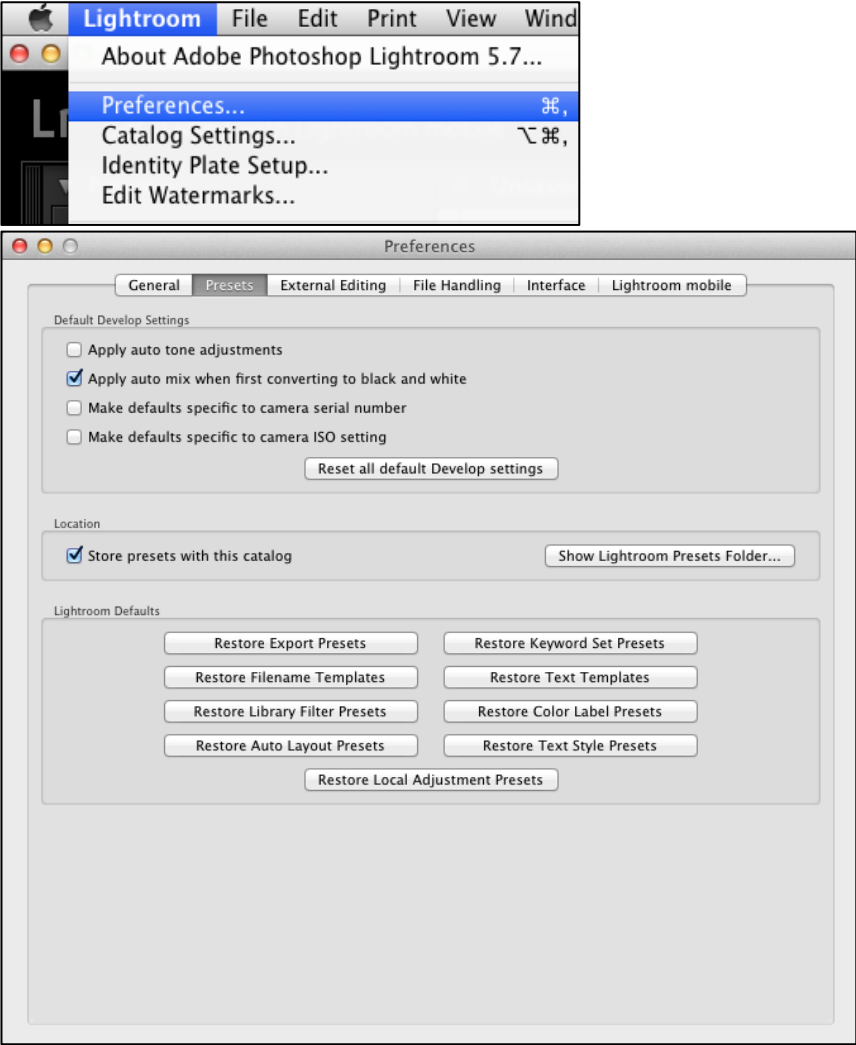 Lightroom File Edit Print View Wind
About Adobe Photoshop Lightroom 5.7...
Preferences... ⌘,
Catalog Settings... ⌥⌘,
Identity Plate Setup...
Edit Watermarks...
Preferences
General Presets External Editing File Handling Interface Lightroom mobile
Default Develop Settings
Apply auto tone adjustments
Apply auto mix when first converting to black and white
Make defaults specific to camera serial number
Make defaults specific to camera ISO setting
Reset all default Develop settings
Location
Store presets with this catalog Show Lightroom Presets Folder...
Lightroom Defaults
Restore Export Presets Restore Keyword Set Presets
Restore Filename Templates Restore Text Templates
Restore Library Filter Presets Restore Color Label Presets
Restore Auto Layout Presets Restore Text Style Presets
Restore Local Adjustment Presets